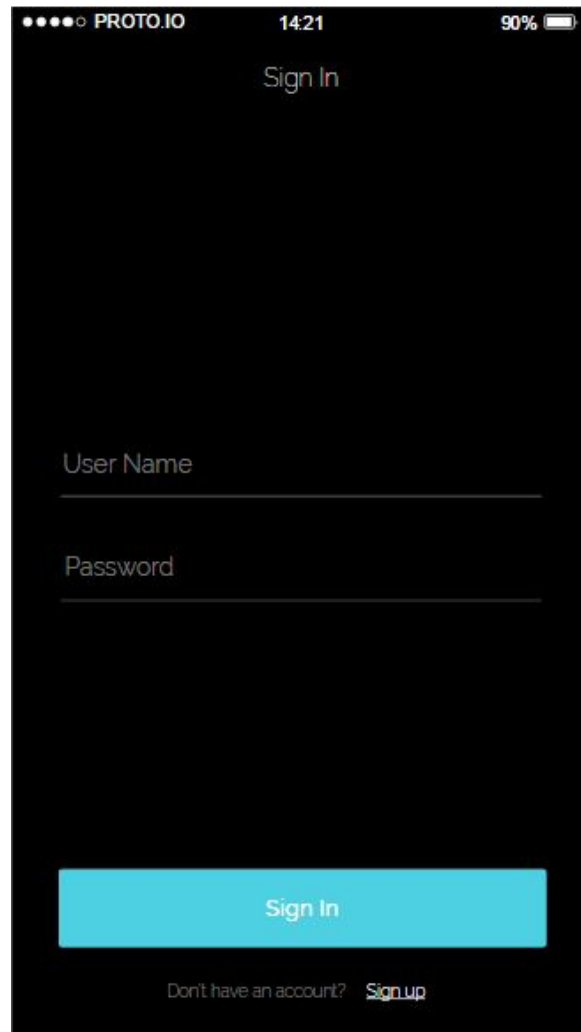 PROTO.IO 14:21 90%
Sign In
User Name
Password
Sign In
Don't have an account? Sign up